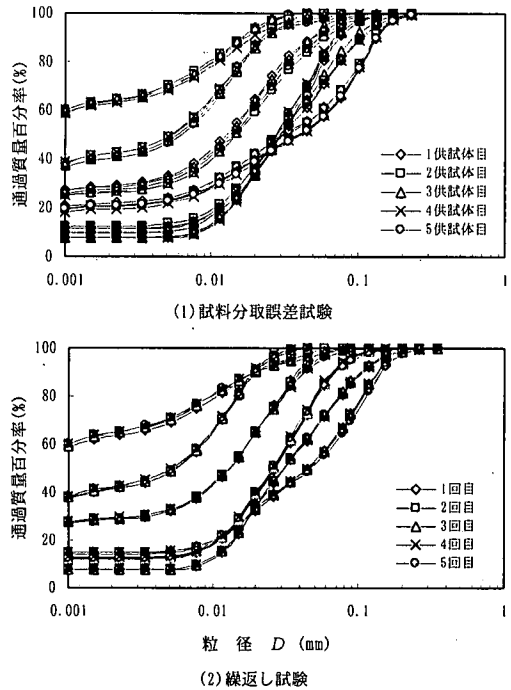 通過質量百分率(%)
100
80
60
40
20
0
0.001
0.01
0.1
1
1供試体目
2供試体目
3供試体目
4供試体目
5供試体目
(1)試料分取誤差試験
通過質量百分率(%)
100
80
60
40
20
0
0.001
0.01
0.1
1
1回目
2回目
3回目
4回目
5回目
粒 径 D (mm)
(2)繰返し試験